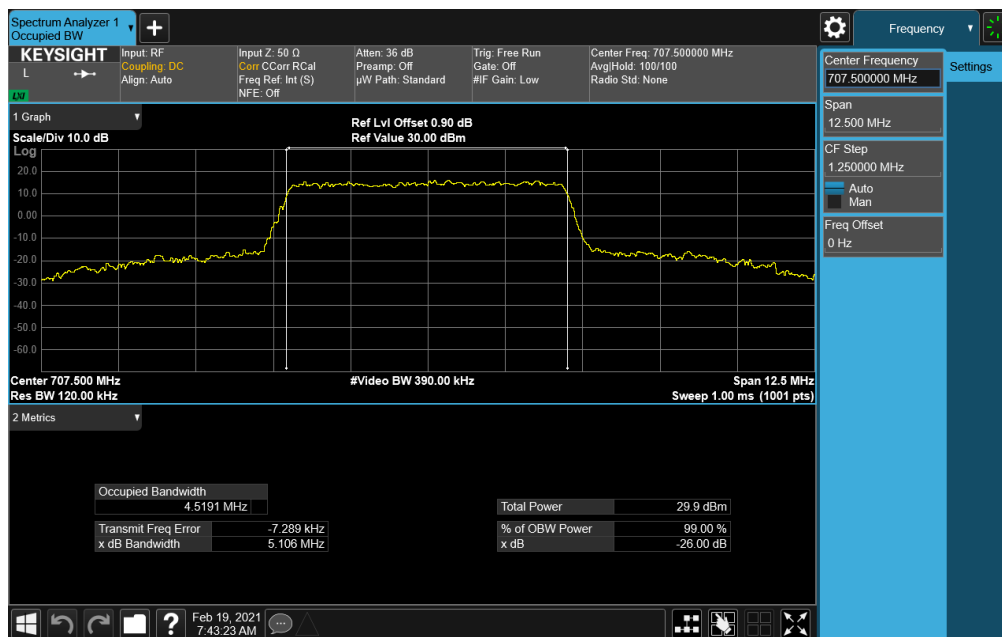 Spectrum Analyzer 1
Occupied BW
Frequency
KEYSIGHT
L
LXI
Input: RF
Coupling: DC
Align: Auto
Input Z: 50 Ω
Corr CCorr RCal
Freq Ref: Int (S)
NFE: Off
Atten: 36 dB
Preamp: Off
µW Path: Standard
Trig: Free Run
Gate: Off
#IF Gain: Low
Center Freq: 707.500000 MHz
Avg|Hold: 100/100
Radio Std: None
Center Frequency
707.500000 MHz
Settings
Span
12.500 MHz
CF Step
1.250000 MHz
Auto
Man
Freq Offset
0 Hz
1 Graph
Scale/Div 10.0 dB
Ref Lvl Offset 0.90 dB
Ref Value 30.00 dBm
Log
20.0
10.0
0.00
-10.0
-20.0
-30.0
-40.0
-50.0
-60.0
Center 707.500 MHz
#Video BW 390.00 kHz
Span 12.5 MHz
Res BW 120.00 kHz
Sweep 1.00 ms (1001 pts)
2 Metrics
Occupied Bandwidth
4.5191 MHz
Total Power 29.9 dBm
Transmit Freq Error -7.289 kHz
% of OBW Power 99.00 %
x dB Bandwidth 5.106 MHz
x dB -26.00 dB
?
Feb 19, 2021
7:43:23 AM